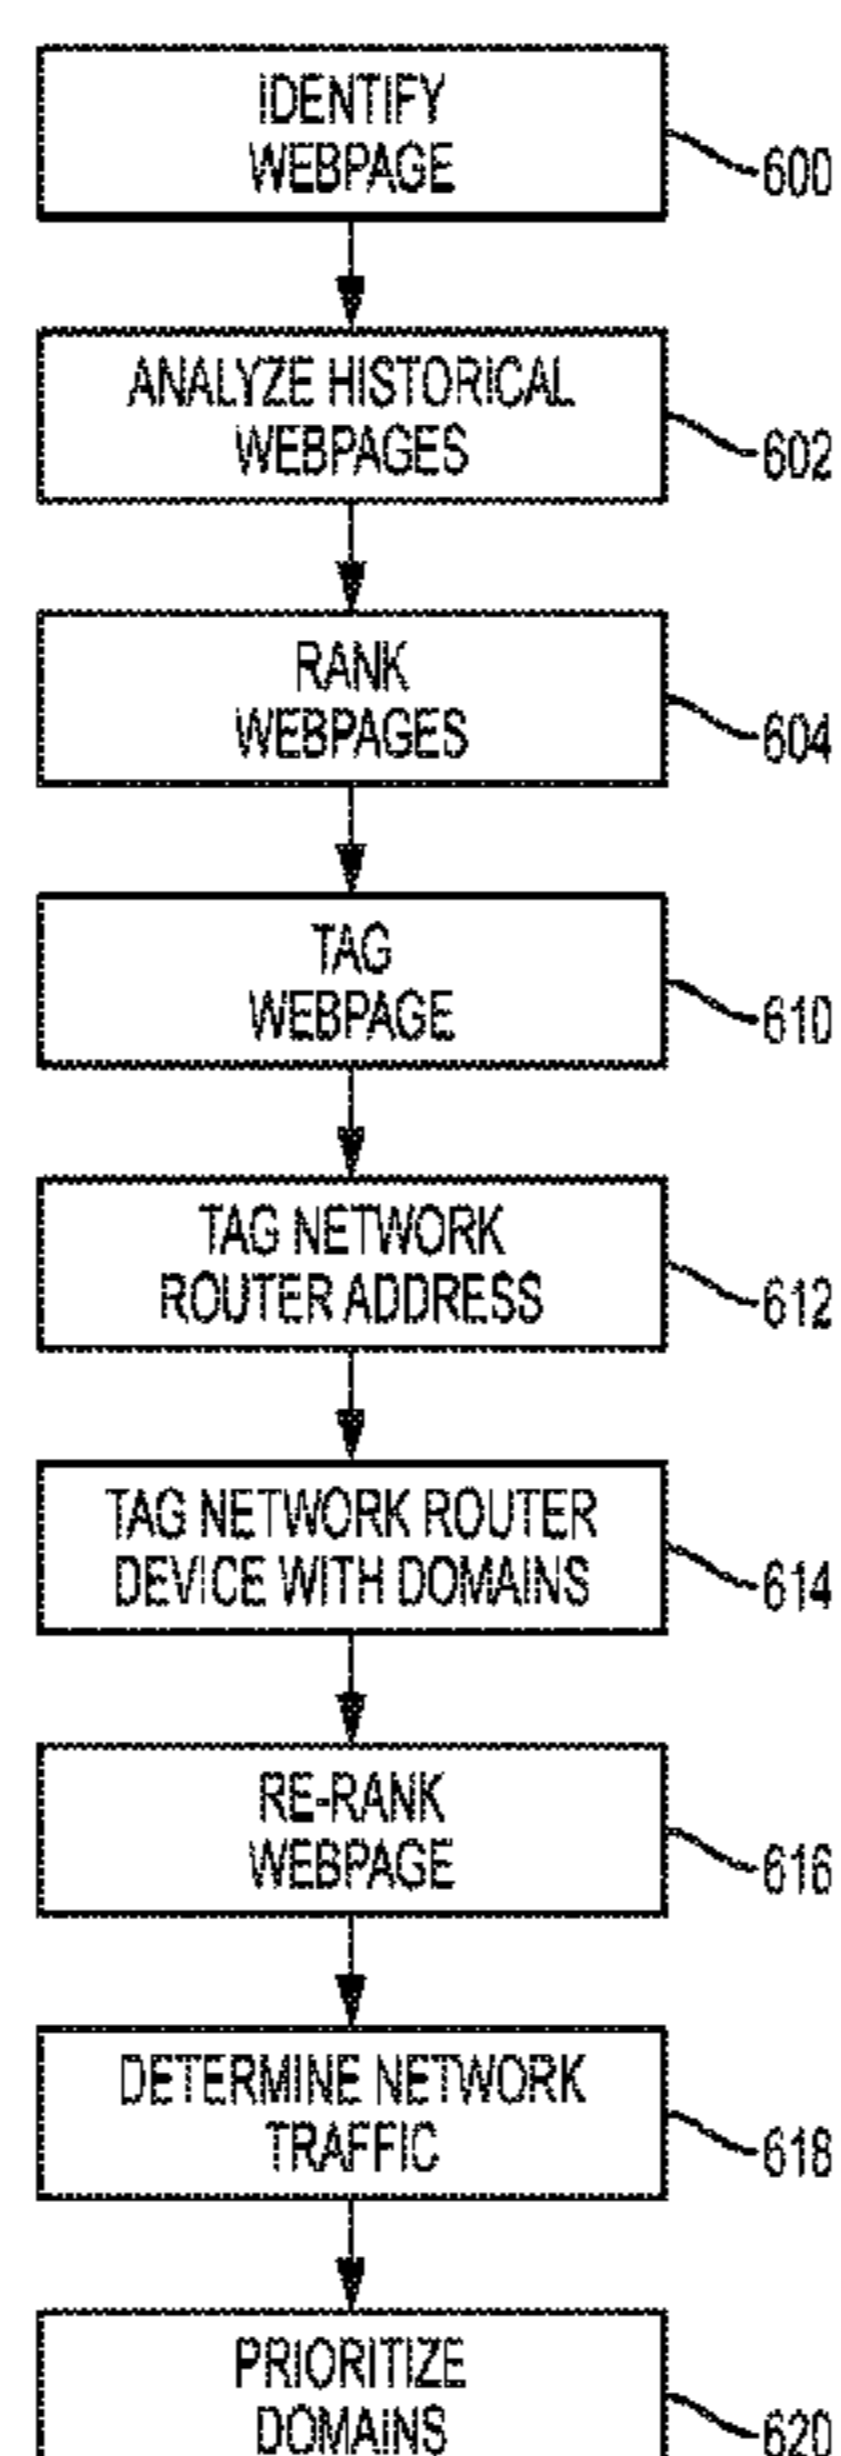 IDENTIFY
WEBPAGE
600
ANALYZE HISTORICAL
WEBPAGES
602
RANK
WEBPAGES
604
TAG
WEBPAGE
610
TAG NETWORK
ROUTER ADDRESS
612
TAG NETWORK ROUTER
DEVICE WITH DOMAINS
614
RE-RANK
WEBPAGE
616
DETERMINE NETWORK
TRAFFIC
618
PRIORITIZE
DOMAINS
620